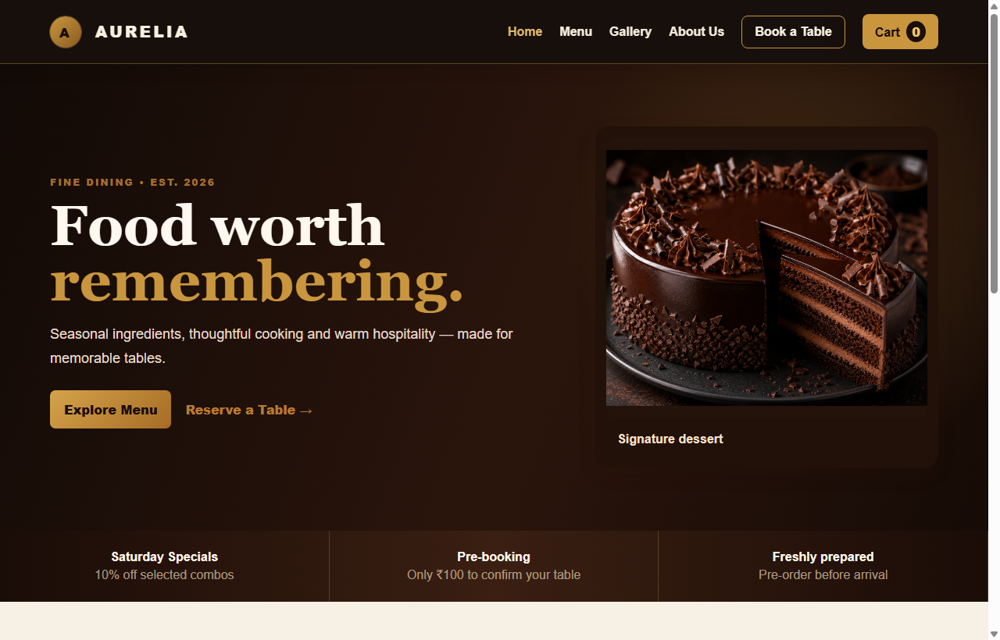 A AURELIA Home Menu Gallery About Us Book a Table Cart 0
FINE DINING • EST. 2026
Food worth
remembering.
Seasonal ingredients, thoughtful cooking and warm hospitality — made for
memorable tables.
Explore Menu Reserve a Table →
Signature dessert
Saturday Specials
10% off selected combos
Pre-booking
Only ₹100 to confirm your table
Freshly prepared
Pre-order before arrival